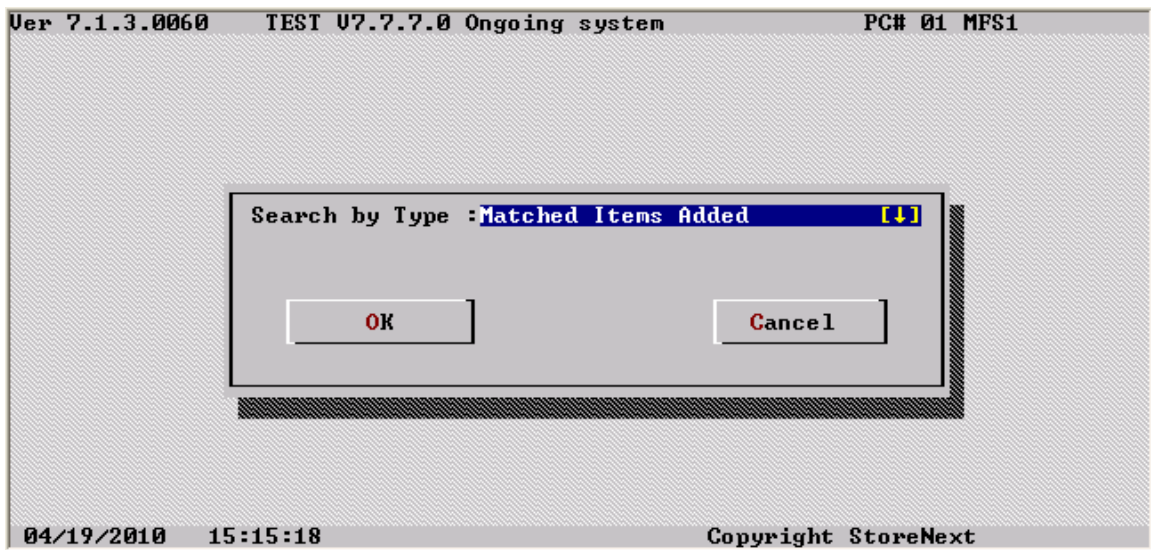 Ver 7.1.3.0060 TEST V7.7.7.0 Ongoing system PC# 01 MFS1
Search by Type :Matched Items Added [↓]
OK Cancel
04/19/2010 15:15:18 Copyright StoreNext